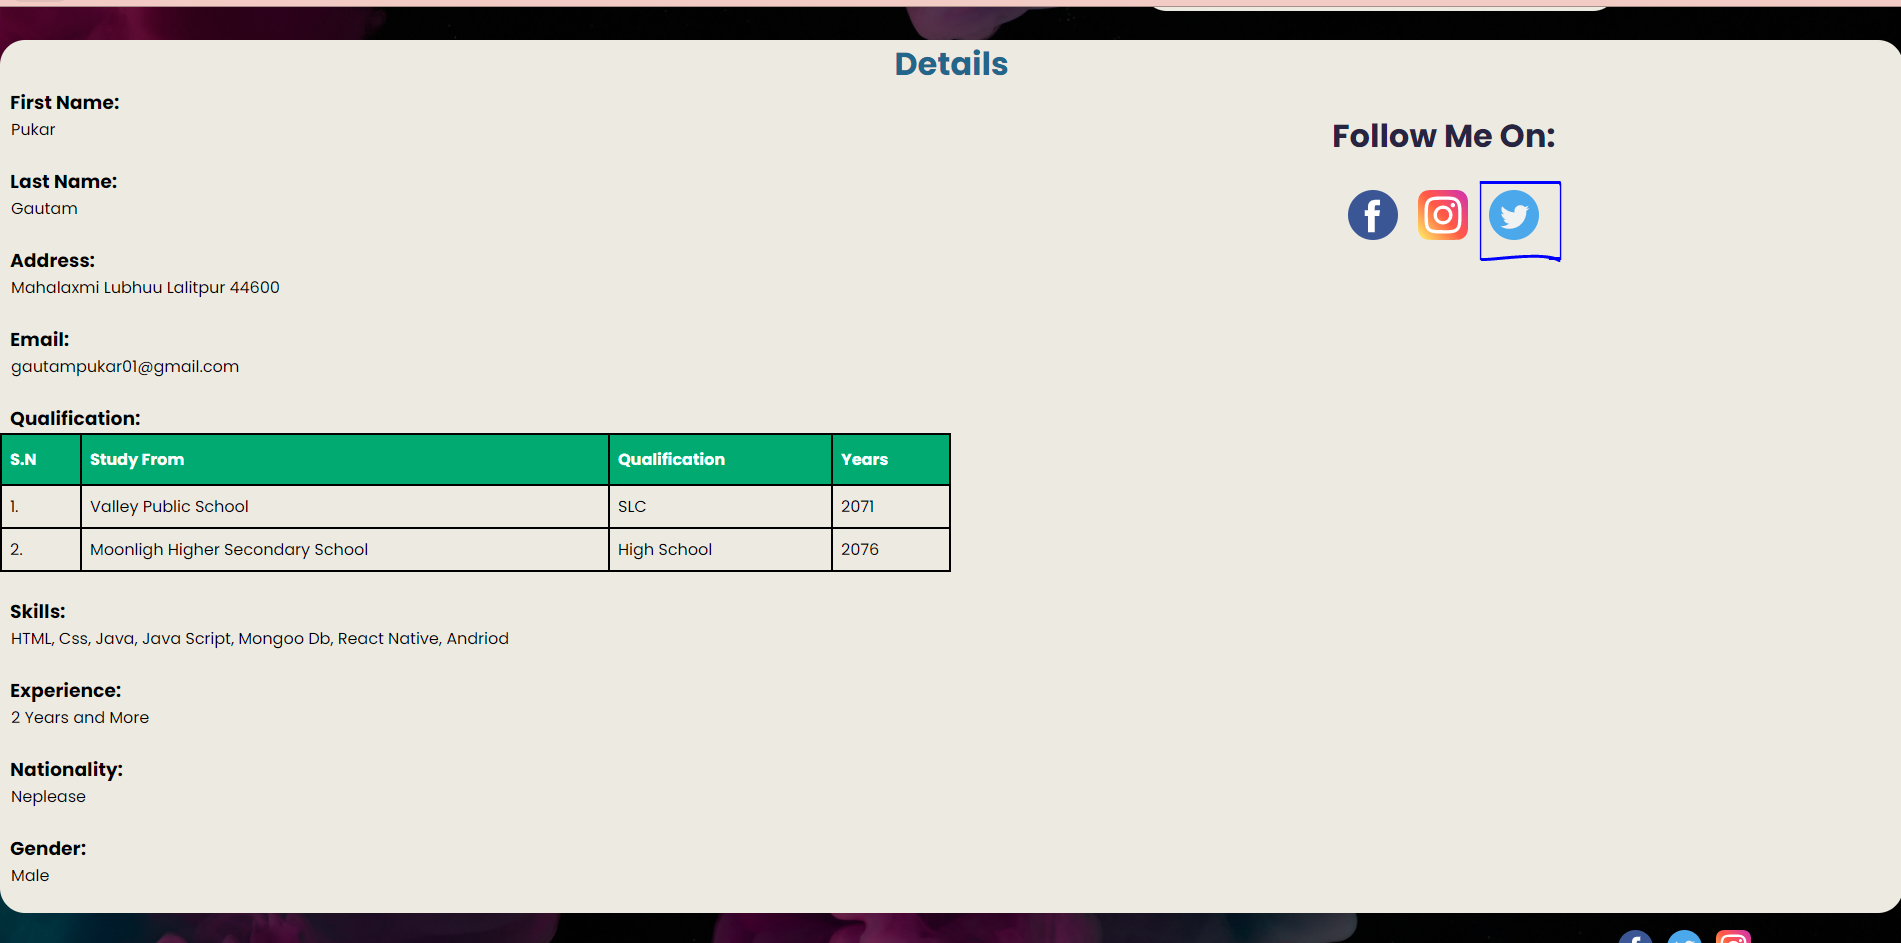 Details
First Name:
Pukar
Last Name:
Gautam
Address:
Mahalaxmi Lubhuu Lalitpur 44600
Email:
gautampukar01@gmail.com
Qualification:
S.N Study From Qualification Years
1. Valley Public School SLC 2071
2. Moonligh Higher Secondary School High School 2076
Skills:
HTML, Css, Java, Java Script, Mongoo Db, React Native, Andriod
Experience:
2 Years and More
Nationality:
Neplease
Gender:
Male
Follow Me On: